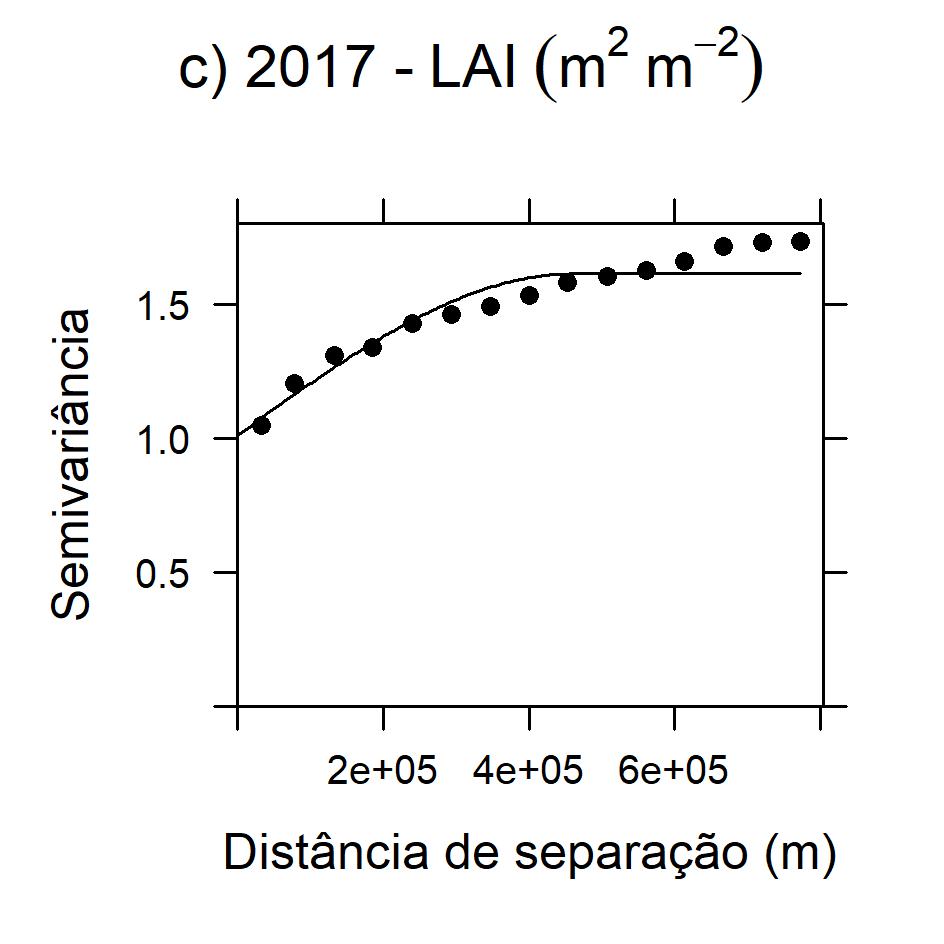 c) 2017 - LAI (m² m⁻²)
Semivariância
1.5
1.0
0.5
2e+05 4e+05 6e+05
Distância de separação (m)